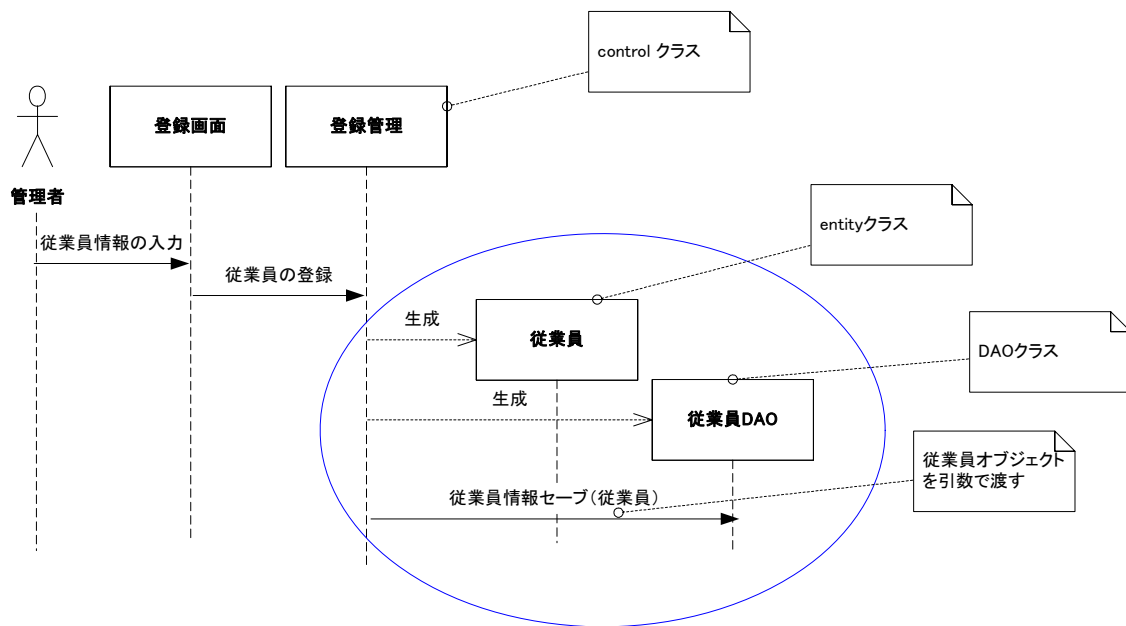 control クラス
登録画面
登録管理
管理者
entityクラス
従業員情報の入力
従業員の登録
生成
従業員
DAOクラス
生成
従業員DAO
従業員オブジェクト
を引数で渡す
従業員情報セーブ(従業員)